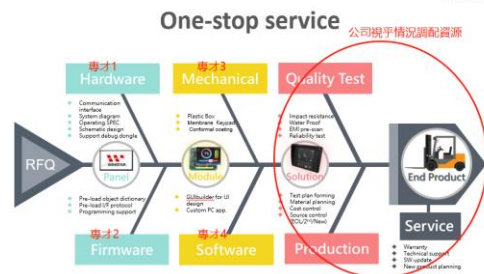 One-stop service
公司視乎情況調配資源
專才1
Hardware
專才3
Mechanical
Quality Test
Communication
interface
System diagram
Operating SPEC
Schematic design
Support debug dongle
Plastic Box
Membrane Keypad
Conformal coating
Impact resistance
Water Proof
EMI pre-scan
Reliability test
RFQ
Panel
Module
Solution
End Product
Pre-load object dictionary
Pre-load I/F protocol
Programming support
GUIbuilder for UI
design
Custom PC app.
Test plan forming
Material planning
Cost control
Source control
Service
專才2
Firmware
專才4
Software
Production
Warranty
Technical support
SW update
New product planning